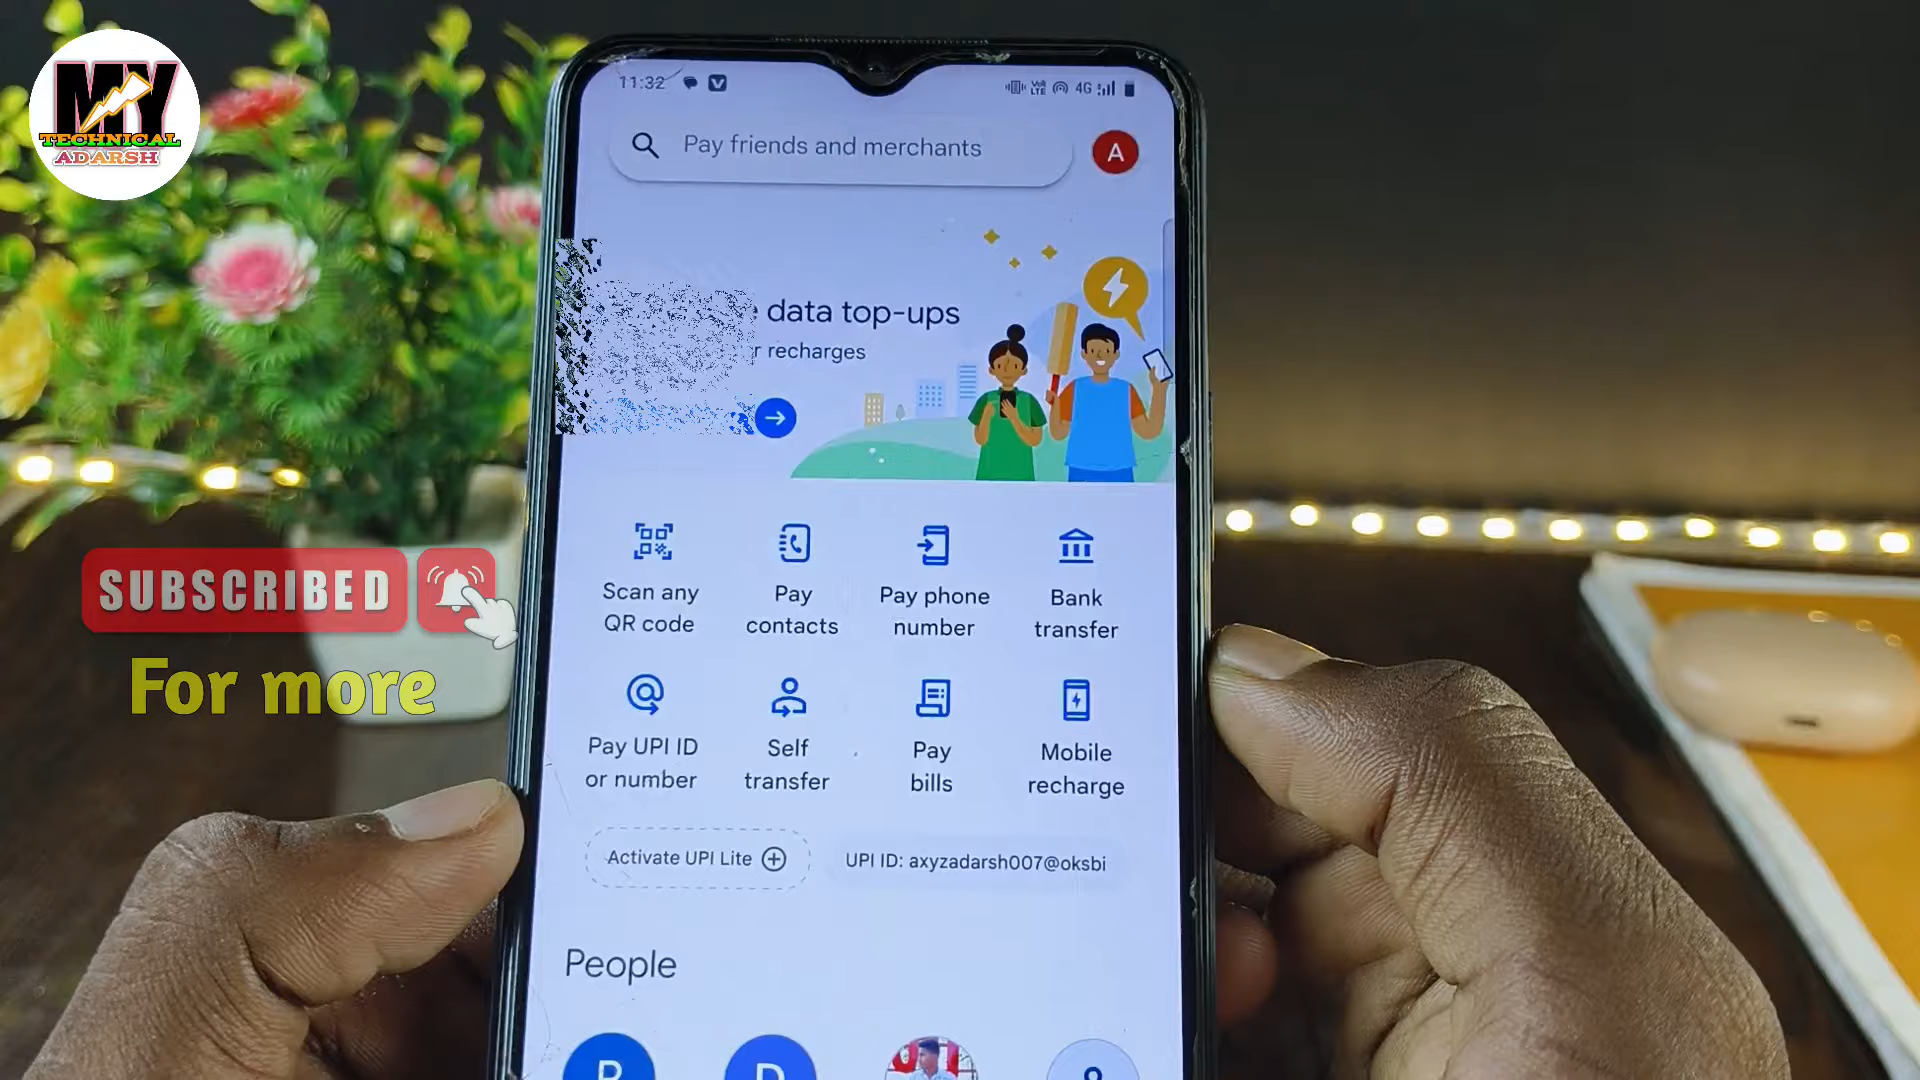 MY
TECHNICAL
ADARSH
11:32
4G
Pay friends and merchants
A
data top-ups
recharges
Scan any
QR code
Pay
contacts
Pay phone
number
Bank
transfer
Pay UPI ID
or number
Self
transfer
Pay
bills
Mobile
recharge
Activate UPI Lite
UPI ID: axyzadarsh007@oksbi
People
SUBSCRIBED
For more